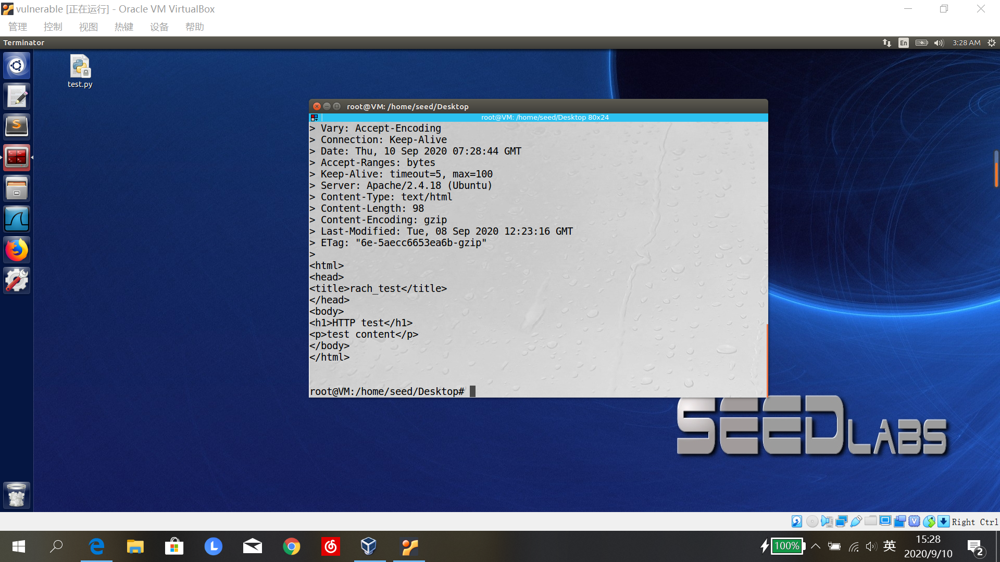 vulnerable [正在运行] - Oracle VM VirtualBox
管理 控制 视图 热键 设备 帮助
Terminator
En
3:28 AM
test.py
root@VM: /home/seed/Desktop
root@VM: /home/seed/Desktop 80x24
> Vary: Accept-Encoding
> Connection: Keep-Alive
> Date: Thu, 10 Sep 2020 07:28:44 GMT
> Accept-Ranges: bytes
> Keep-Alive: timeout=5, max=100
> Server: Apache/2.4.18 (Ubuntu)
> Content-Type: text/html
> Content-Length: 98
> Content-Encoding: gzip
> Last-Modified: Tue, 08 Sep 2020 12:23:16 GMT
> ETag: "6e-5aecc6653ea6b-gzip"
>
<html>
<head>
<title>rach_test</title>
</head>
<body>
<h1>HTTP test</h1>
<p>test content</p>
</body>
</html>
root@VM:/home/seed/Desktop#
SEEDLABS
Right Ctrl
100%
英
15:28
2020/9/10
2